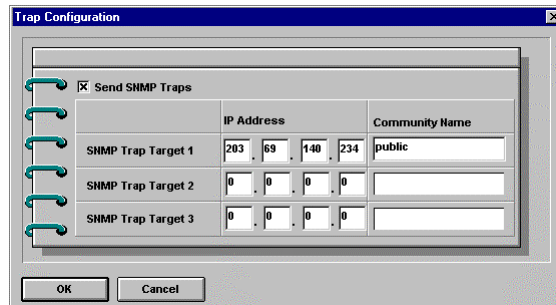 Trap Configuration
Send SNMP Traps
IP Address Community Name
SNMP Trap Target 1 203 . 69 . 140 . 234 public
SNMP Trap Target 2 0 . 0 . 0 . 0
SNMP Trap Target 3 0 . 0 . 0 . 0
OK Cancel